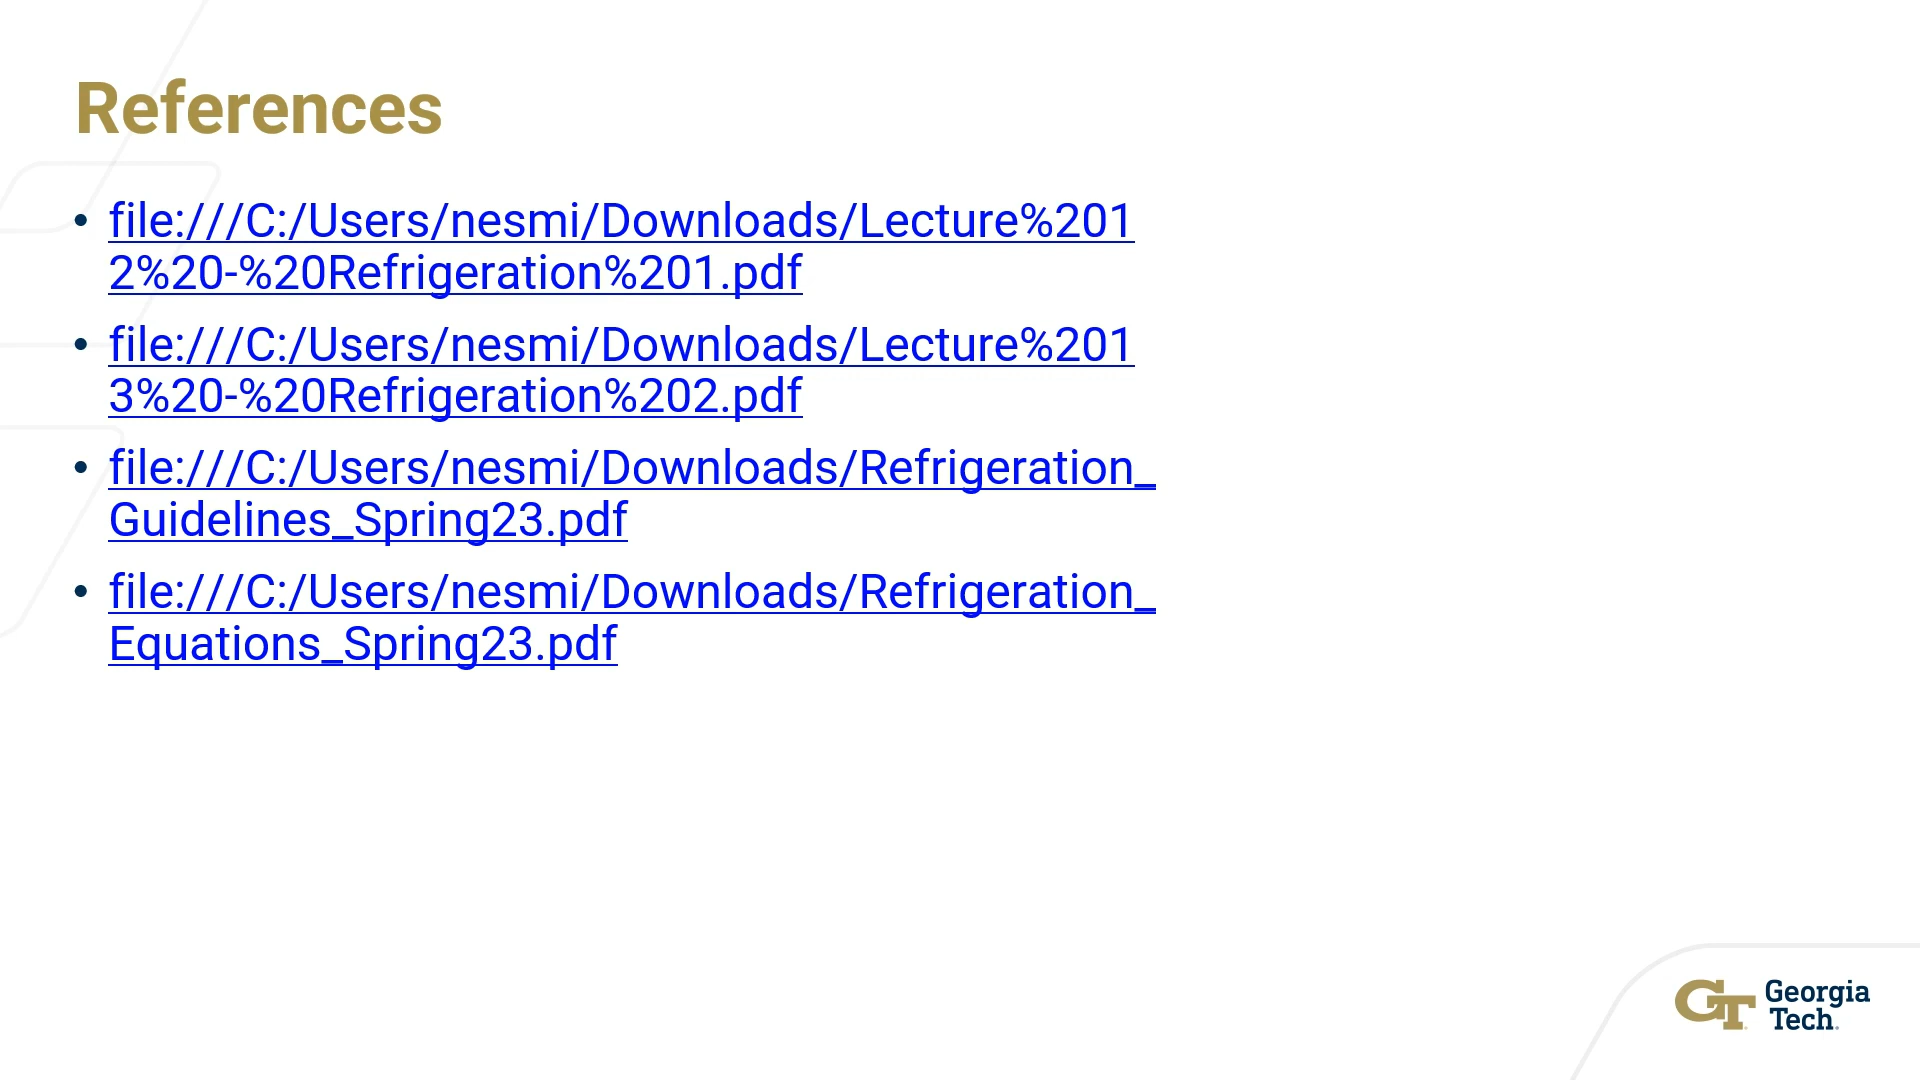 References
• file:///C:/Users/nesmi/Downloads/Lecture%201
2%20-%20Refrigeration%201.pdf
• file:///C:/Users/nesmi/Downloads/Lecture%201
3%20-%20Refrigeration%202.pdf
• file:///C:/Users/nesmi/Downloads/Refrigeration_
Guidelines_Spring23.pdf
• file:///C:/Users/nesmi/Downloads/Refrigeration_
Equations_Spring23.pdf
GT
Georgia
Tech.